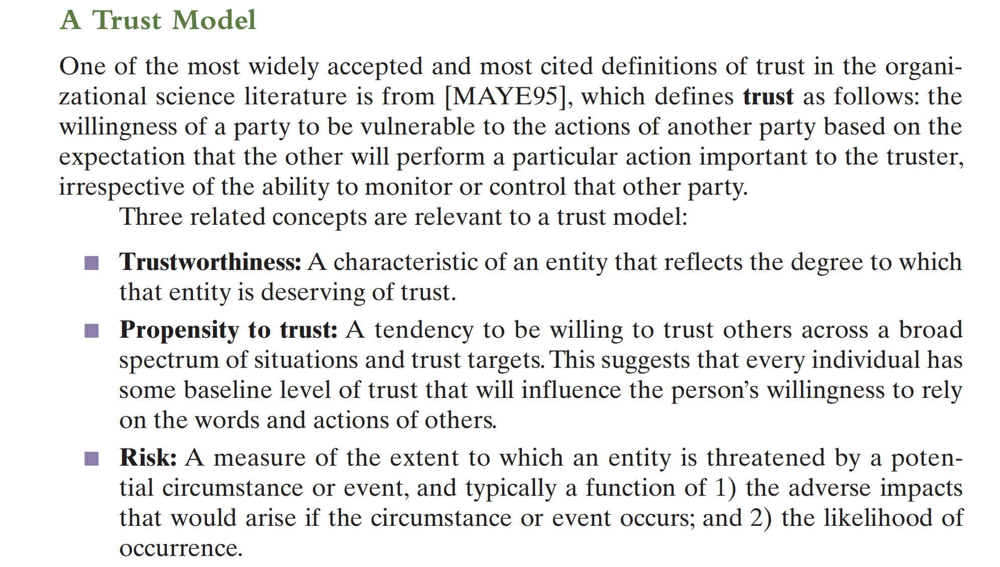 A Trust Model
One of the most widely accepted and most cited definitions of trust in the organi-
zational science literature is from [MAYE95], which defines trust as follows: the
willingness of a party to be vulnerable to the actions of another party based on the
expectation that the other will perform a particular action important to the truster,
irrespective of the ability to monitor or control that other party.
Three related concepts are relevant to a trust model:
■ Trustworthiness: A characteristic of an entity that reflects the degree to which
that entity is deserving of trust.
■ Propensity to trust: A tendency to be willing to trust others across a broad
spectrum of situations and trust targets. This suggests that every individual has
some baseline level of trust that will influence the person’s willingness to rely
on the words and actions of others.
■ Risk: A measure of the extent to which an entity is threatened by a poten-
tial circumstance or event, and typically a function of 1) the adverse impacts
that would arise if the circumstance or event occurs; and 2) the likelihood of
occurrence.